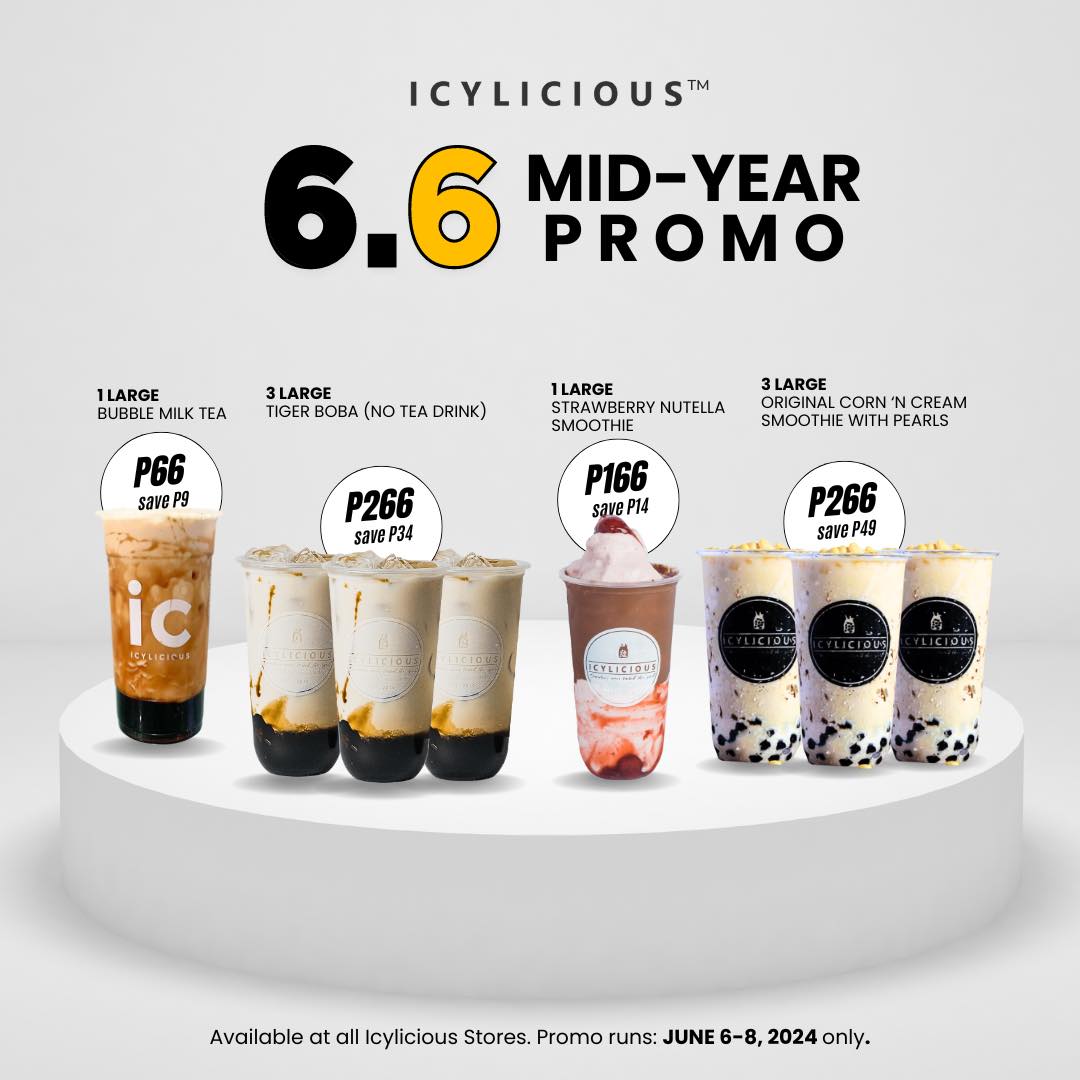 ICYLICIOUS™
6.6 MID-YEAR
PROMO
1 LARGE
BUBBLE MILK TEA
P66
save P9
3 LARGE
TIGER BOBA (NO TEA DRINK)
P266
save P34
1 LARGE
STRAWBERRY NUTELLA
SMOOTHIE
P166
save P14
3 LARGE
ORIGINAL CORN ‘N CREAM
SMOOTHIE WITH PEARLS
P266
save P49
ic
ICYLICIOUS
ICYLICIOUS
ICYLICIOUS
ICYLICIOUS
ICYLICIOUS
ICYLICIOUS
ICYLICIOUS
ICYLICIOUS
Available at all Icylicious Stores. Promo runs: JUNE 6-8, 2024 only.